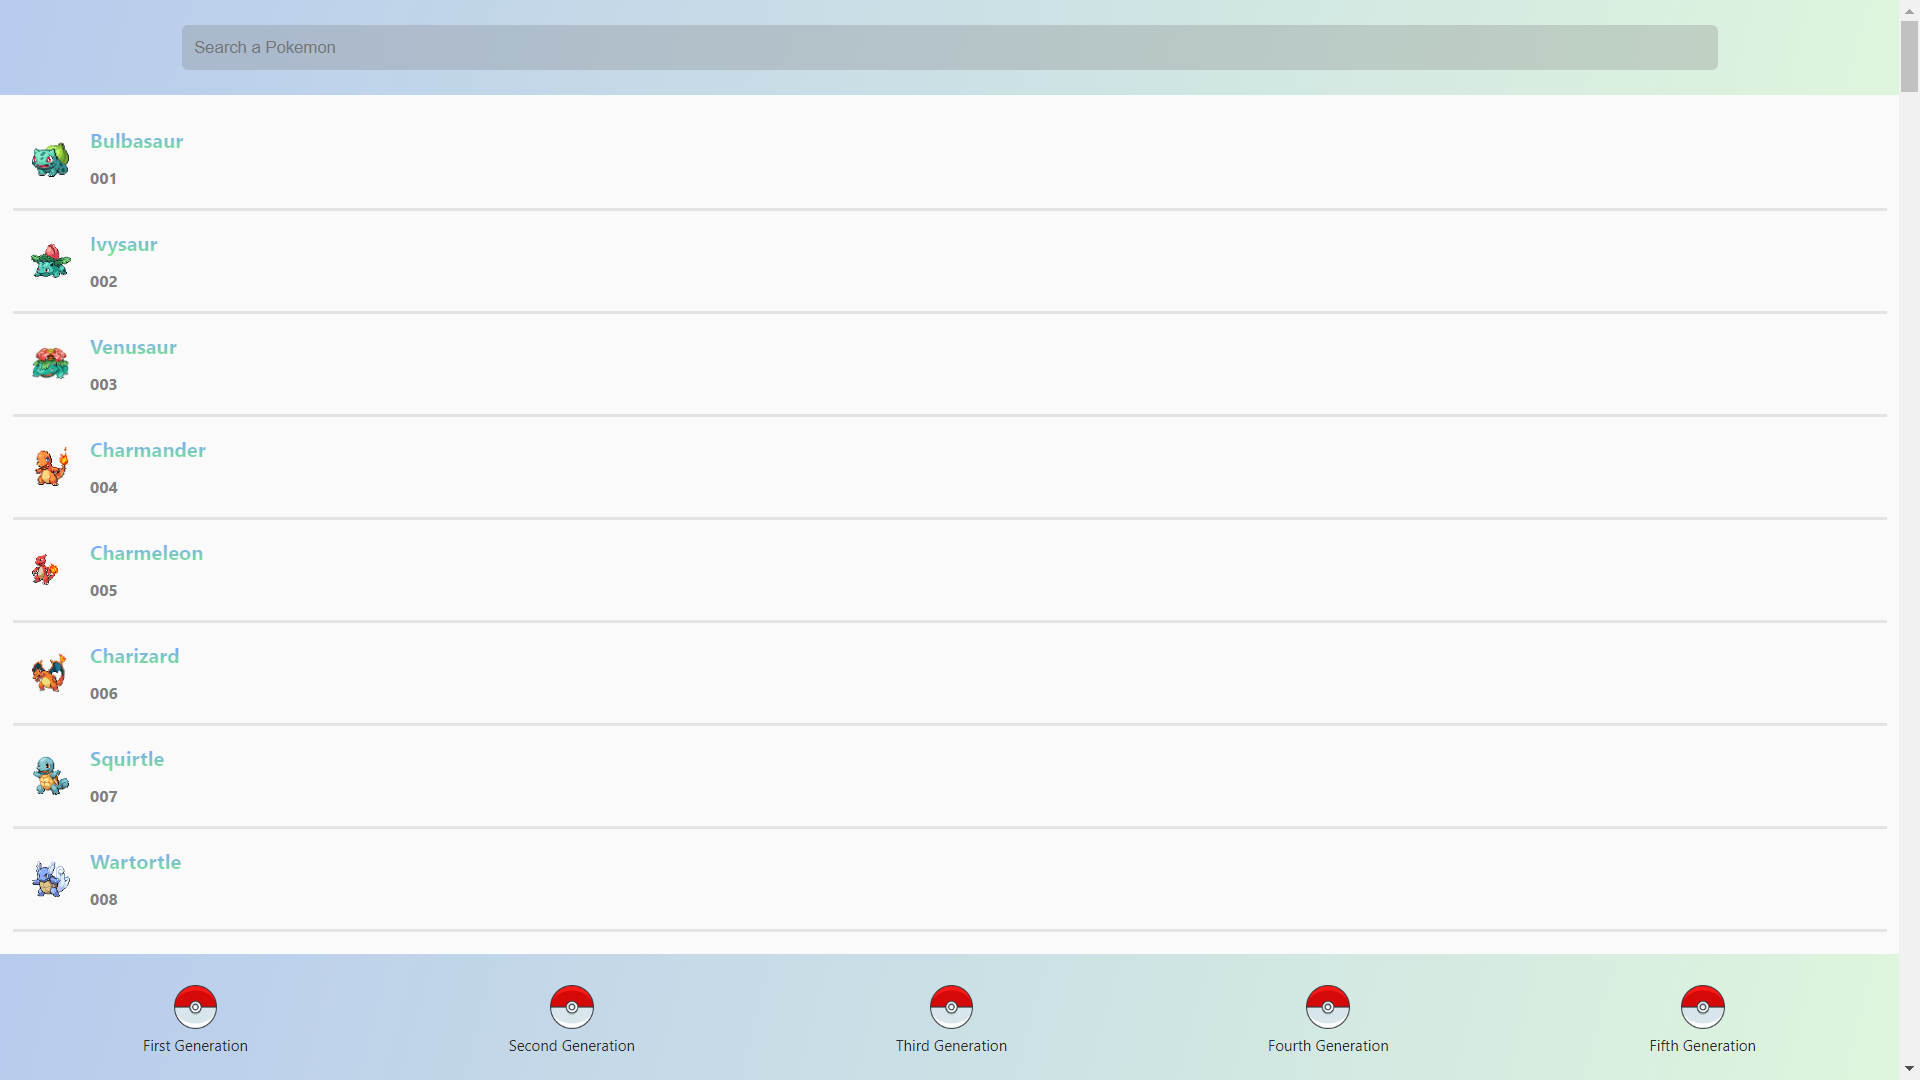 Search a Pokemon
Bulbasaur
001
Ivysaur
002
Venusaur
003
Charmander
004
Charmeleon
005
Charizard
006
Squirtle
007
Wartortle
008
First Generation
Second Generation
Third Generation
Fourth Generation
Fifth Generation